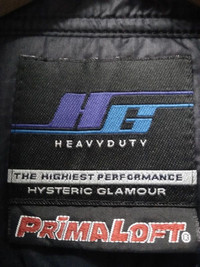 HG
HEAVYDUTY
THE HIGHEST PERFORMANCE
HYSTERIC GLAMOUR
PRIMALOFT®